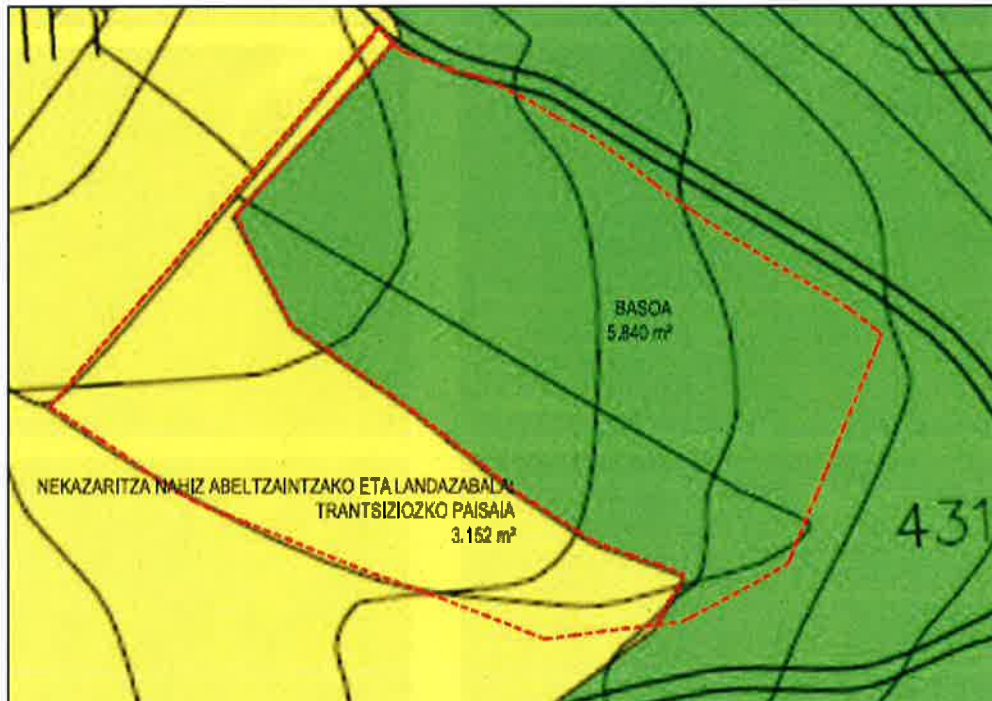 BASOA
5.840 m²
NEKAZARITZA NAHIZ ABELTZAINTZAKO ETA LANDAZABALA:
TRANTSIZIOZKO PAISAIA
3.152 m²
431